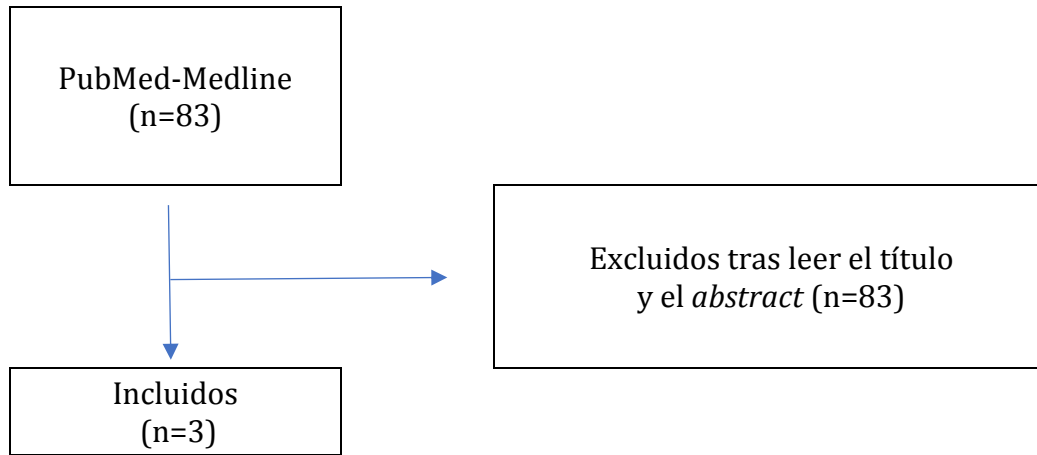 PubMed-Medline
(n=83)
Excluidos tras leer el título
y el abstract (n=83)
Incluidos
(n=3)